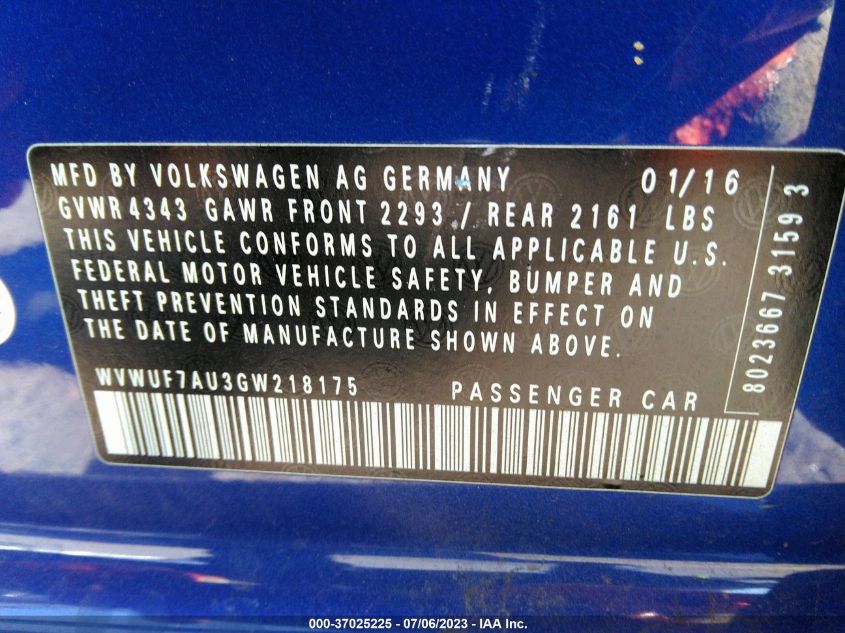 MFD BY VOLKSWAGEN AG GERMANY 01/16
GVWR 4343 GAWR FRONT 2293 / REAR 2161 LBS
THIS VEHICLE CONFORMS TO ALL APPLICABLE U.S.
FEDERAL MOTOR VEHICLE SAFETY, BUMPER AND
THEFT PREVENTION STANDARDS IN EFFECT ON
THE DATE OF MANUFACTURE SHOWN ABOVE.
WVWUF7AU3GW218175 PASSENGER CAR
8023667 3159 3
000-37025225 - 07/06/2023 - IAA Inc.